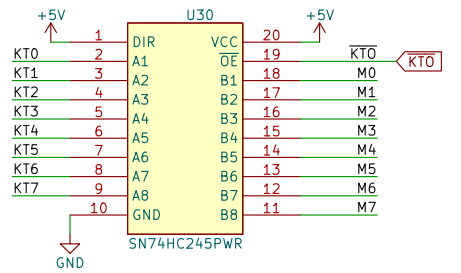 +5V U30 +5V
1 DIR VCC 20
KT0 2 A1 OE 19 KTO KTO
KT1 3 A2 B1 18 M0
KT2 4 A3 B2 17 M1
KT3 5 A4 B3 16 M2
KT4 6 A5 B4 15 M3
KT5 7 A6 B5 14 M4
KT6 8 A7 B6 13 M5
KT7 9 A8 B7 12 M6
10 GND B8 11 M7
SN74HC245PWR
GND